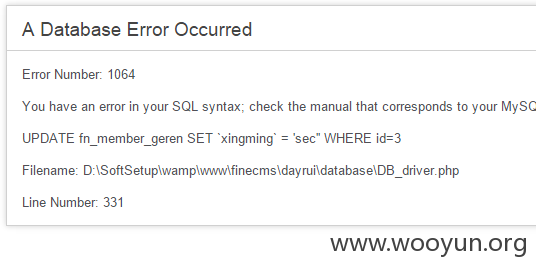 A Database Error Occurred
Error Number: 1064
You have an error in your SQL syntax; check the manual that corresponds to your MySQ
UPDATE fn_member_geren SET `xingming` = 'sec'' WHERE id=3
Filename: D:\SoftSetup\wamp\www\finecms\dayrui\database\DB_driver.php
Line Number: 331
www.wooyun.org